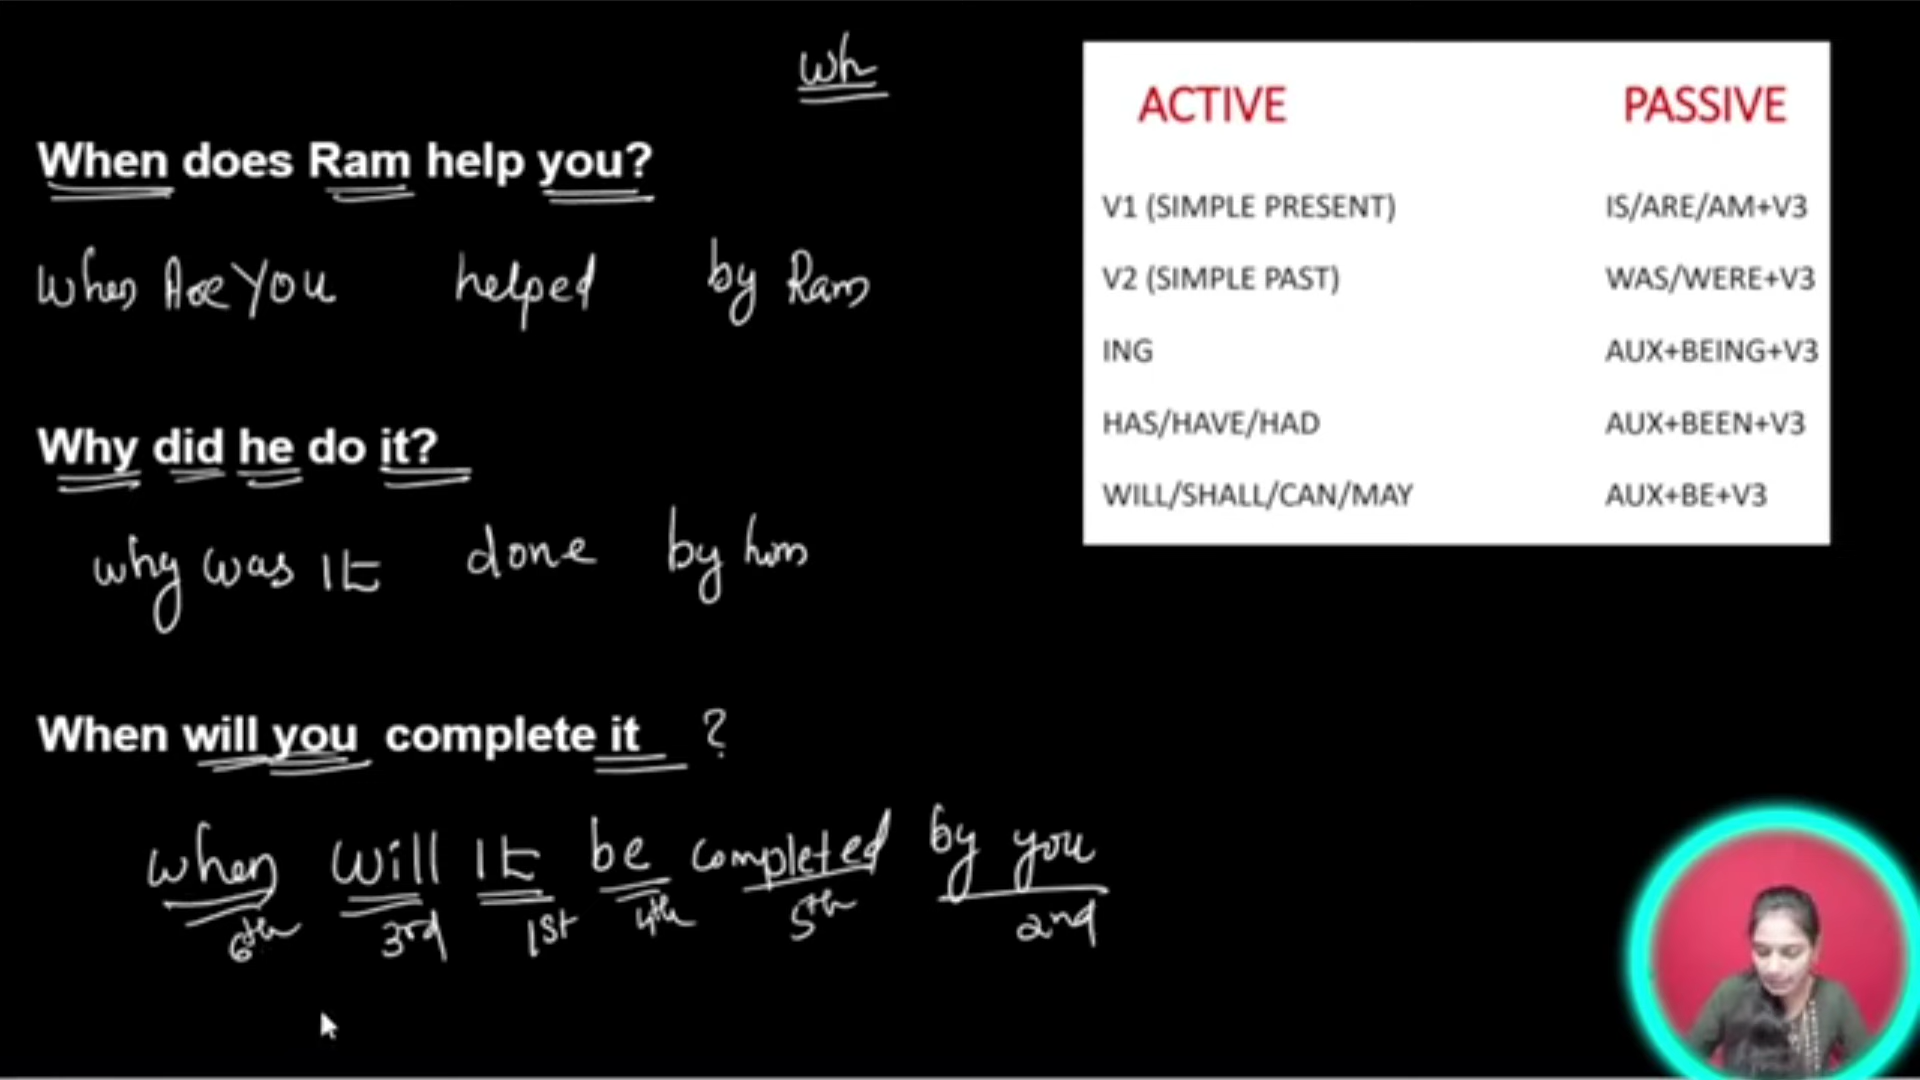 wh
When does Ram help you?
When Are You helped by Ram
Why did he do it?
why was It done by him
When will you complete it ?
when will It be completed by you
6th 3rd 1st 4th 5th 2nd
ACTIVE PASSIVE
V1 (SIMPLE PRESENT) IS/ARE/AM+V3
V2 (SIMPLE PAST) WAS/WERE+V3
ING AUX+BEING+V3
HAS/HAVE/HAD AUX+BEEN+V3
WILL/SHALL/CAN/MAY AUX+BE+V3